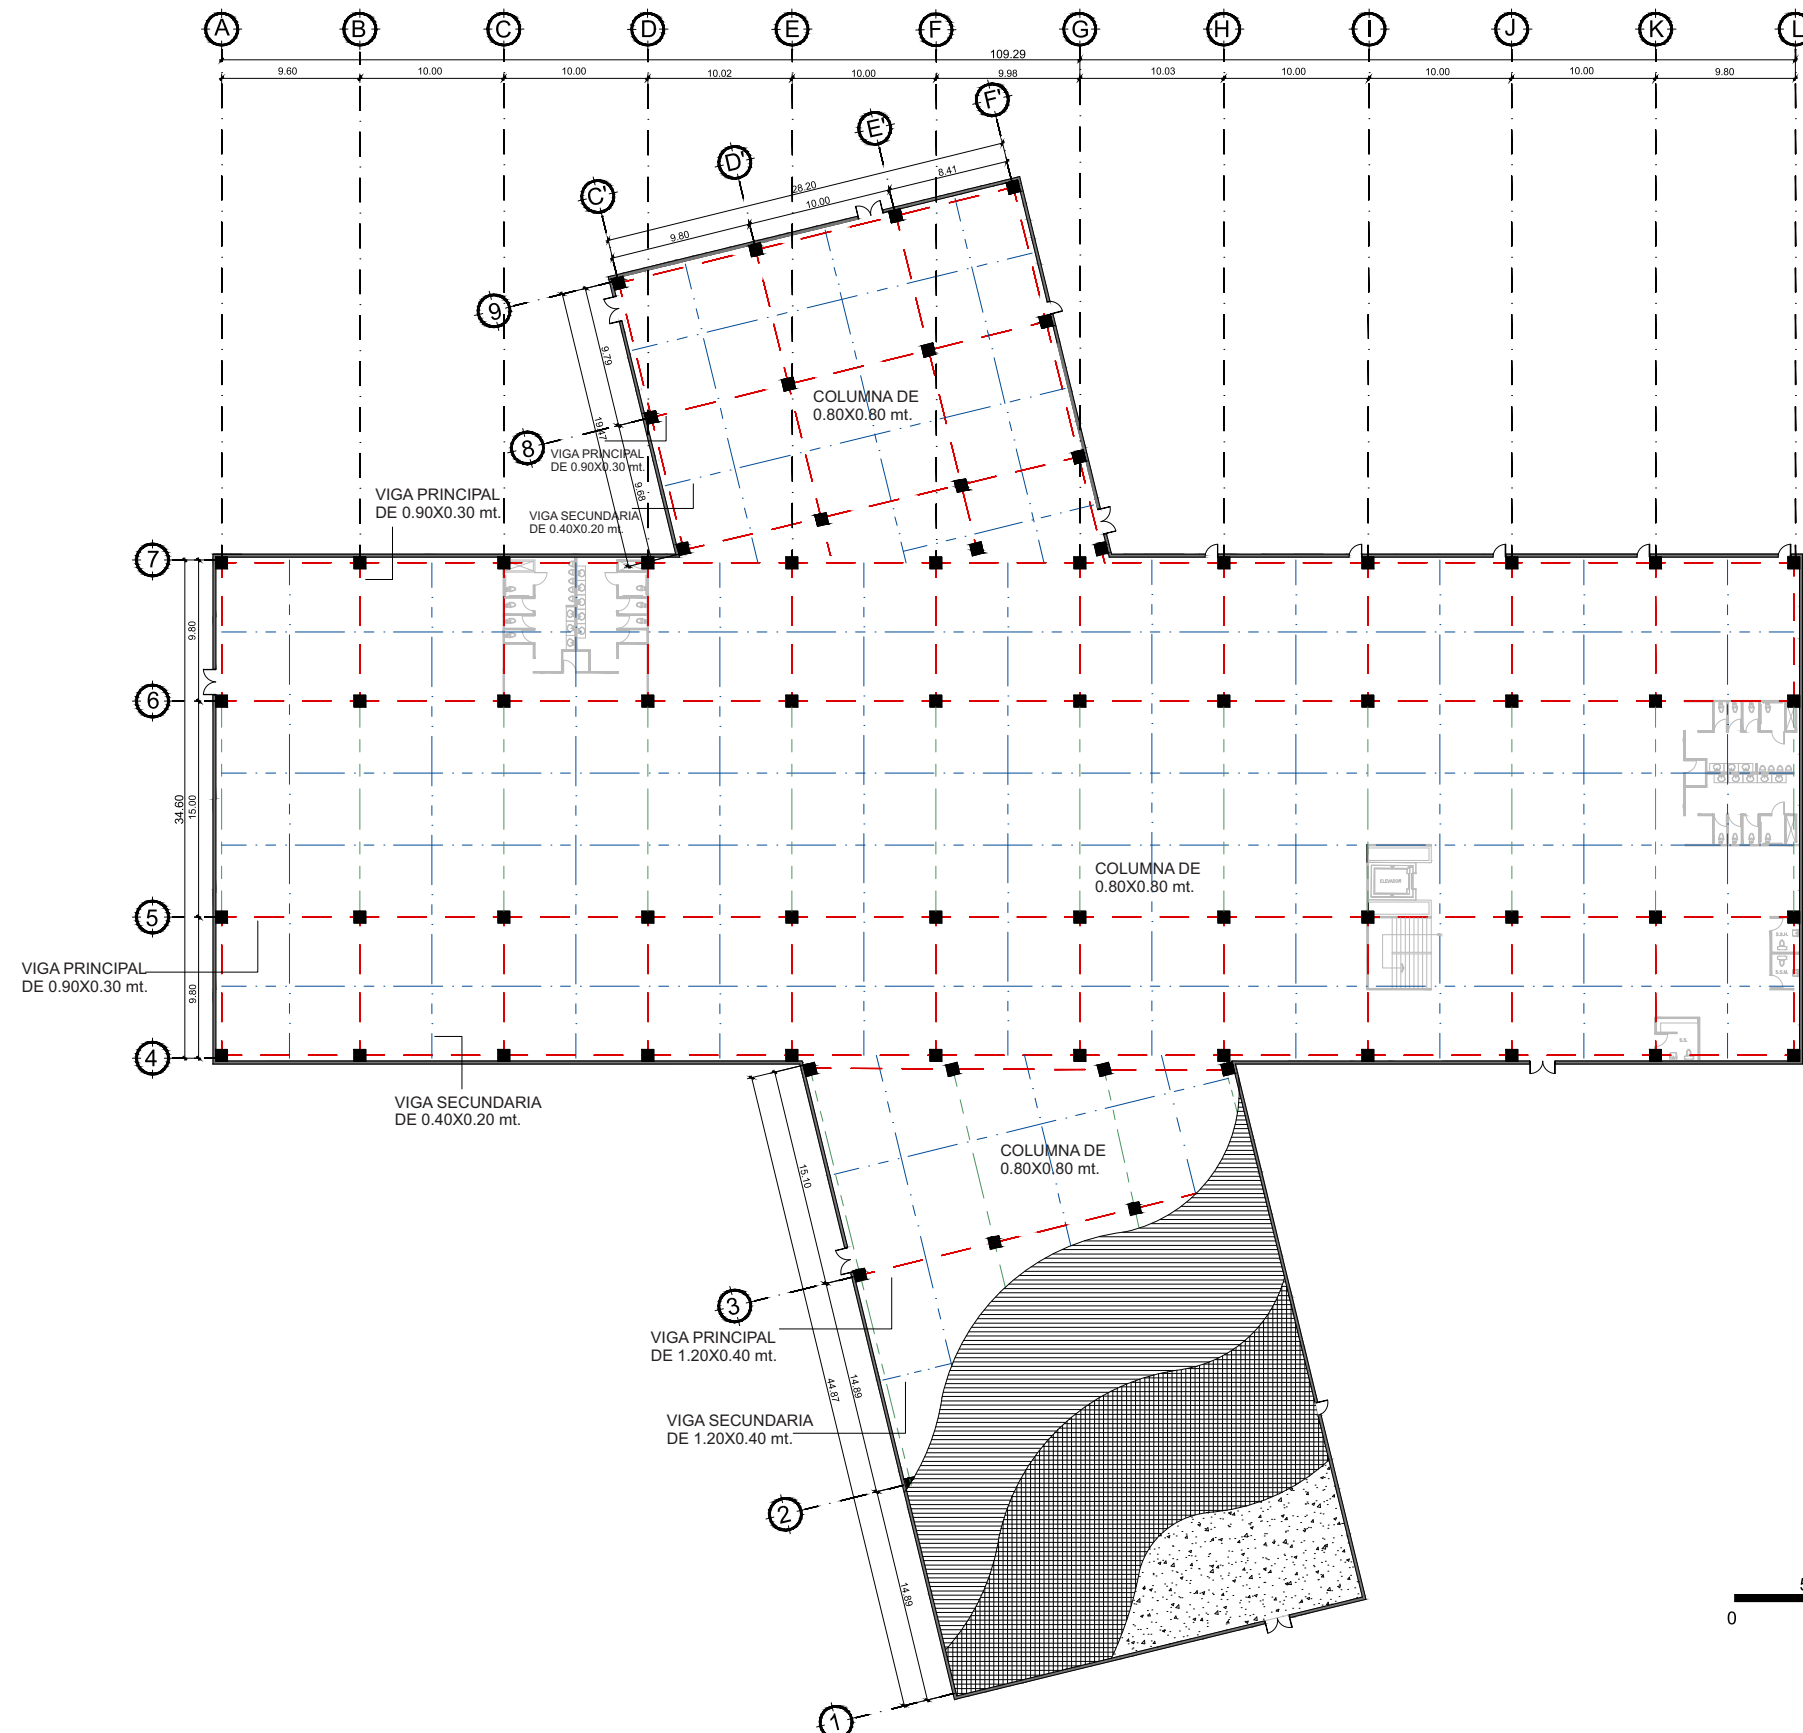 A B C D E F G H I J K L
109.29
9.60 10.00 10.00 10.02 10.00 9.98 10.03 10.00 10.00 10.00 9.80
C' D' E' F'
28.20
9.80 10.00 8.41
9
8
9.79
19.47
9.68
COLUMNA DE
0.80X0.80 mt.
VIGA PRINCIPAL
DE 0.90X0.30 mt.
VIGA SECUNDARIA
DE 0.40X0.20 mt.
VIGA PRINCIPAL
DE 0.90X0.30 mt.
7
9.80
6
34.60
15.00
5
9.80
4
COLUMNA DE
0.80X0.80 mt.
ELEVADOR
S.S.H.
S.S.M.
S.S.
VIGA PRINCIPAL
DE 0.90X0.30 mt.
VIGA SECUNDARIA
DE 0.40X0.20 mt.
COLUMNA DE
0.80X0.80 mt.
15.10
3
VIGA PRINCIPAL
DE 1.20X0.40 mt.
44.87
14.89
VIGA SECUNDARIA
DE 1.20X0.40 mt.
2
14.89
1
0